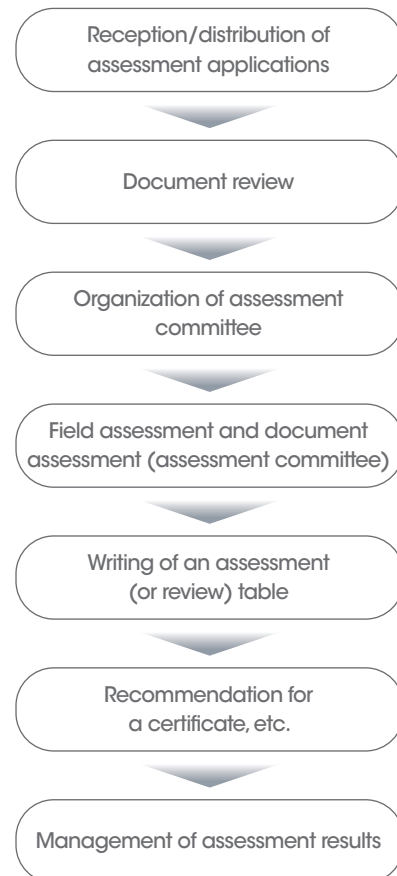 Reception/distribution of
assessment applications
Document review
Organization of assessment
committee
Field assessment and document
assessment (assessment committee)
Writing of an assessment
(or review) table
Recommendation for
a certificate, etc.
Management of assessment results